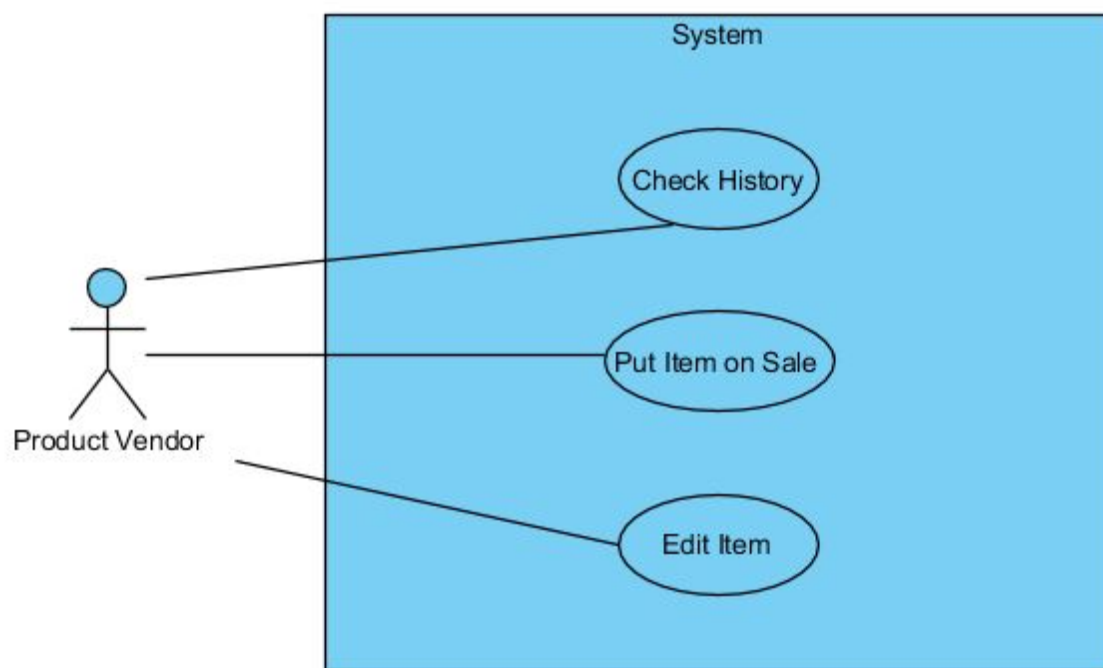 System
Check History
Put Item on Sale
Product Vendor
Edit Item